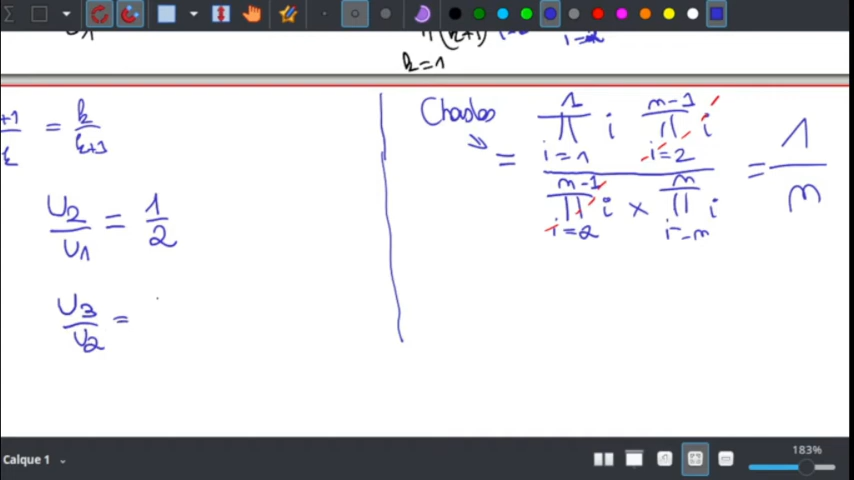 k=1
+1/k = k/k+1
U2/U1 = 1/2
U3/U2 =
Chasles
= (∏_{i=1}^{1} i ∏_{i=2}^{n-1} i) / (∏_{i=2}^{n-1} i × ∏_{i=n}^{n} i) = 1/n
Calque 1
183%